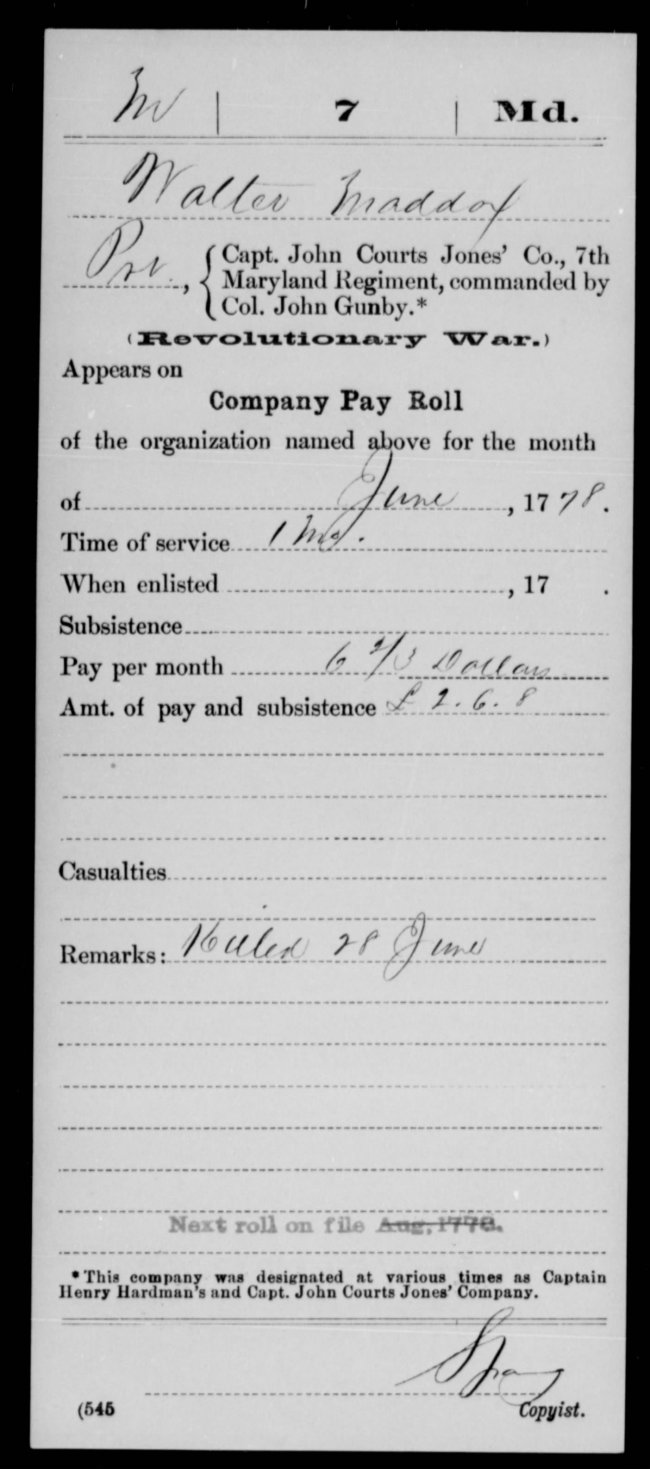 M | 7 | Md.
Walter Maddox
Pvt., { Capt. John Courts Jones' Co., 7th
Maryland Regiment, commanded by
Col. John Gunby.*
(Revolutionary War.)
Appears on
Company Pay Roll
of the organization named above for the month
of June, 1778.
Time of service 1 Mo.
When enlisted , 17 .
Subsistence
Pay per month 6 2/3 Dollars
Amt. of pay and subsistence £ 2. 6. 8
Casualties
Remarks: Killed 28 June
Next roll on file Aug, 1778.
*This company was designated at various times as Captain
Henry Hardman's and Capt. John Courts Jones' Company.
(545
Copyist.